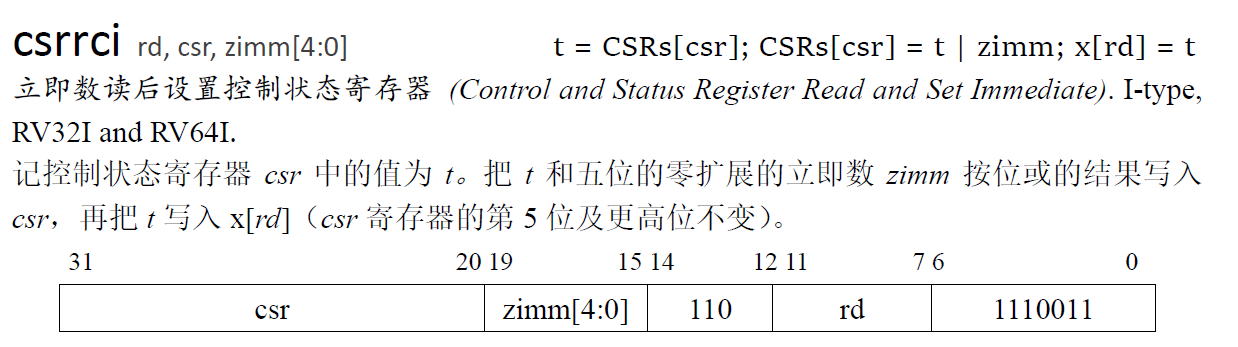 csrrci rd, csr, zimm[4:0] t = CSRs[csr]; CSRs[csr] = t | zimm; x[rd] = t
立即数读后设置控制状态寄存器 (Control and Status Register Read and Set Immediate). I-type,
RV32I and RV64I.
记控制状态寄存器 csr 中的值为 t。把 t 和五位的零扩展的立即数 zimm 按位或的结果写入
csr，再把 t 写入 x[rd]（csr 寄存器的第 5 位及更高位不变）。
31 20 19 15 14 12 11 7 6 0
csr zimm[4:0] 110 rd 1110011